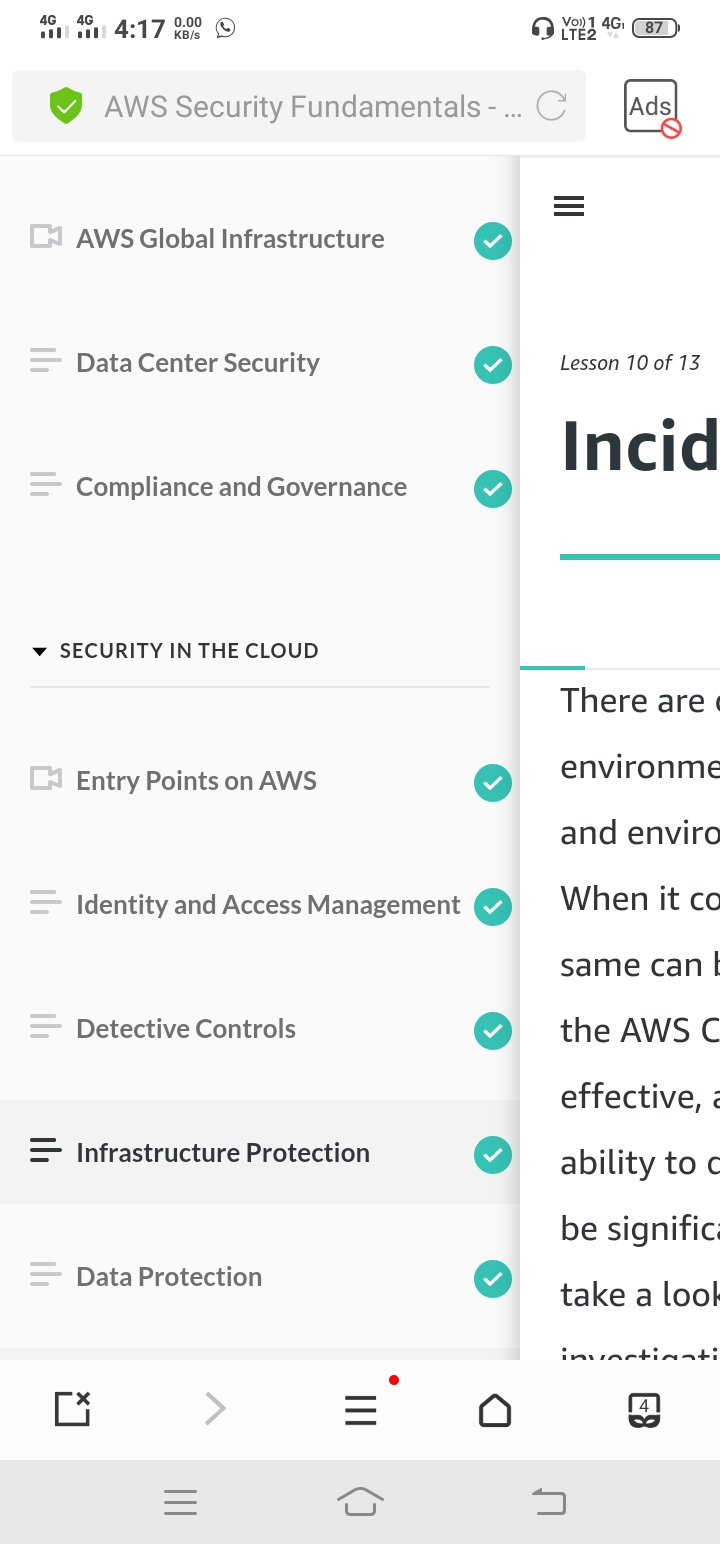 4G 4G 4:17 0.00 KB/s Vo)) 1 LTE2 4G 87
AWS Security Fundamentals - ...
Ads
AWS Global Infrastructure
Data Center Security
Compliance and Governance
SECURITY IN THE CLOUD
Entry Points on AWS
Identity and Access Management
Detective Controls
Infrastructure Protection
Data Protection
Lesson 10 of 13
Incid
There are
environme
and enviro
When it co
same can b
the AWS C
effective, a
ability to
be signific
take a look
investigati
4